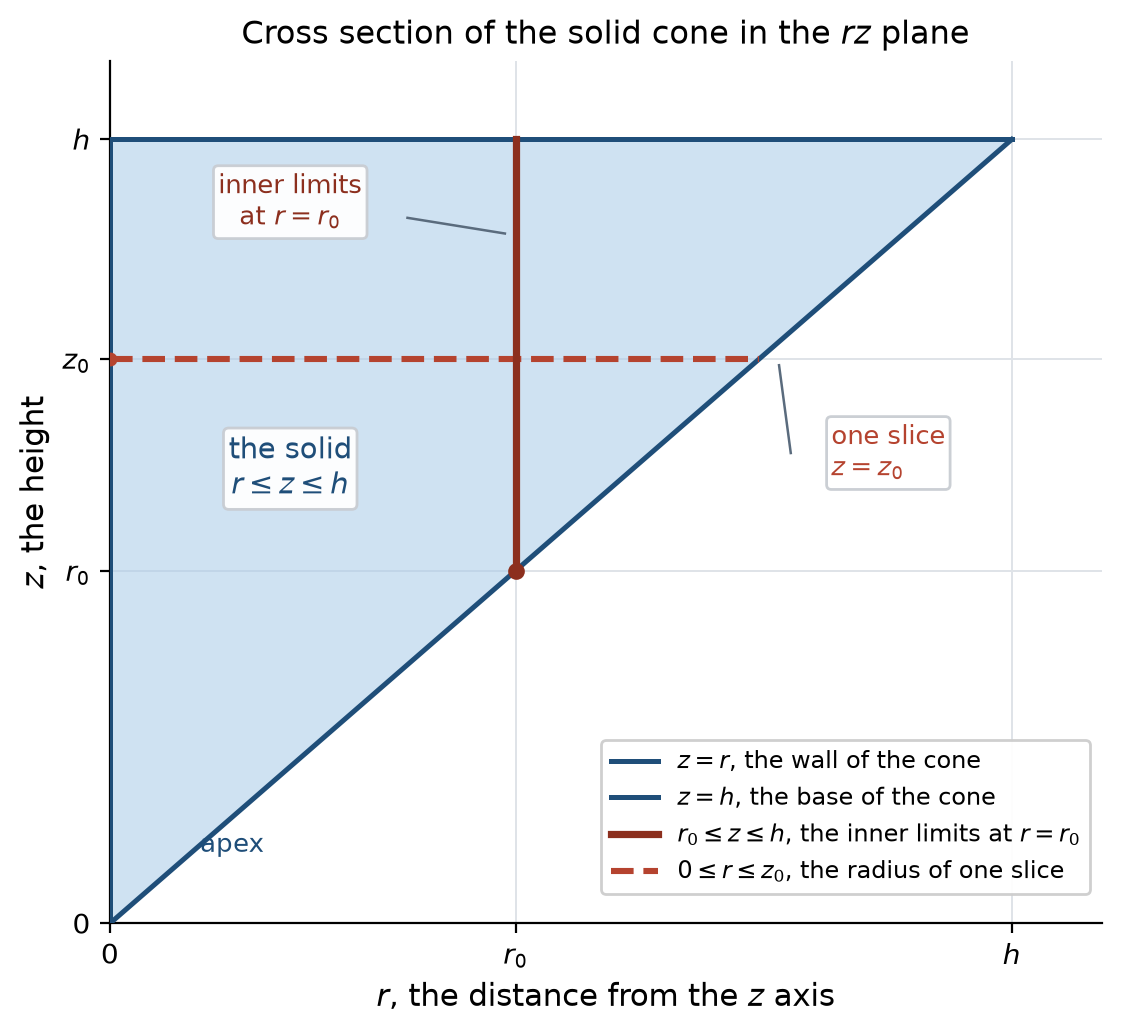 Cross section of the solid cone in the rz plane
h
inner limits
at r = r₀
z₀
one slice
z = z₀
the solid
r ≤ z ≤ h
r₀
z, the height
apex
z = r, the wall of the cone
z = h, the base of the cone
r₀ ≤ z ≤ h, the inner limits at r = r₀
0 ≤ r ≤ z₀, the radius of one slice
0
0
r₀
h
r, the distance from the z axis